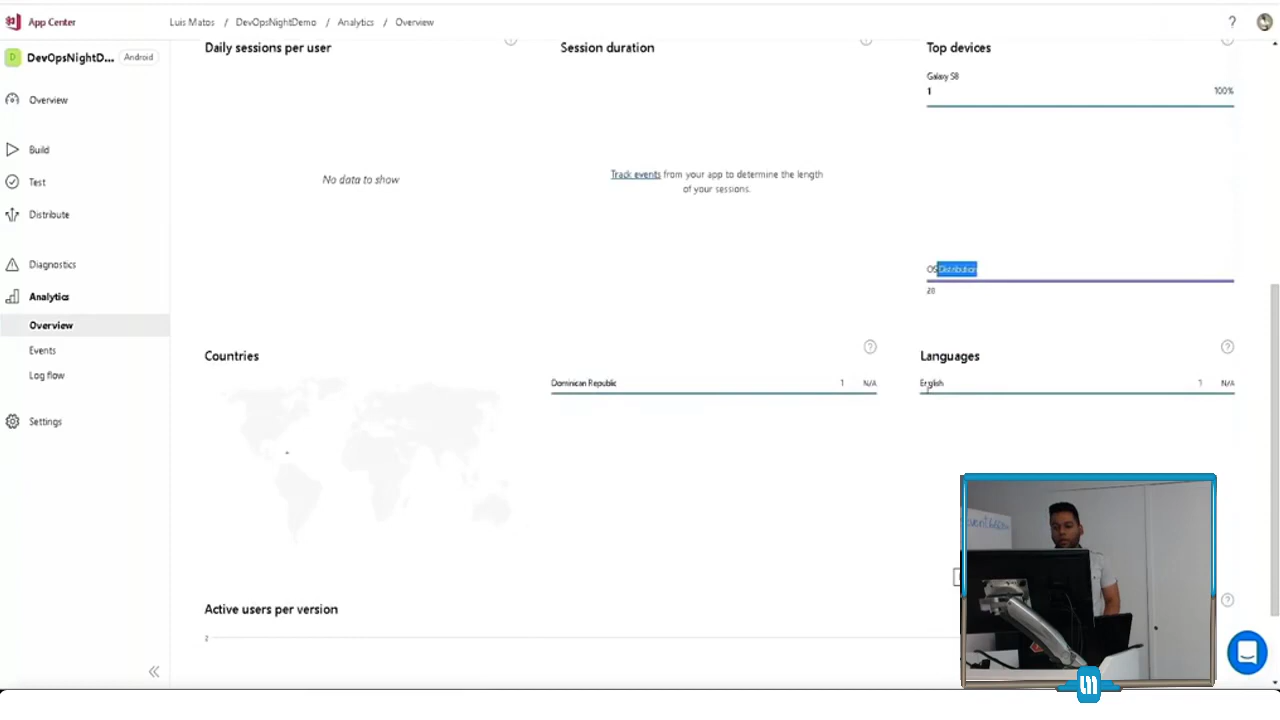 App Center
Luis Matos / DevOpsNightDemo / Analytics / Overview
?
D DevOpsNightD... Android
Overview
Build
Test
Distribute
Diagnostics
Analytics
Overview
Events
Log flow
Settings
Daily sessions per user
No data to show
Session duration
Track events from your app to determine the length
of your sessions.
Top devices
Galaxy S8
1 100%
OS Distribution
28
Countries
?
Dominican Republic 1 N/A
Languages
?
English 1 N/A
Active users per version
?
2